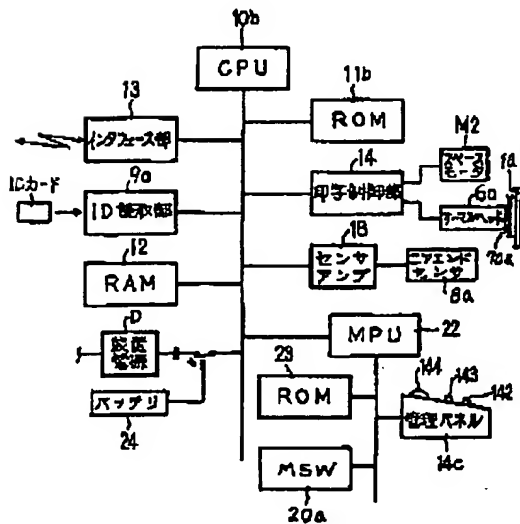 10b
CPU
13
インタフェース部
11b
ROM
M2
スペース
モータ
14
印字制御部
ICカード
9a
ID読取部
6a
サーマルヘッド
1d
70a
12
RAM
18
センサ
アンプ
ニアエンド
センサ
8a
D
装置
電源
MPU
22
バッテリ
24
23
ROM
144
143
142
管理パネル
14c
MSW
20a